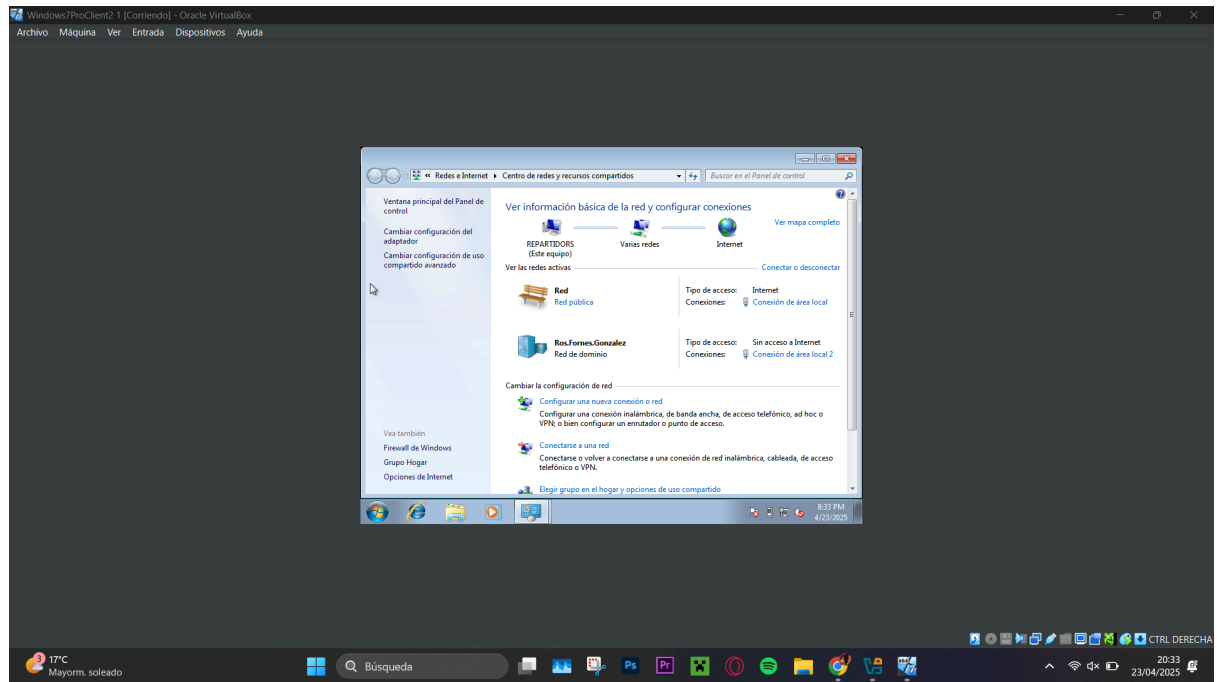 Windows7ProClient2 1 [Corriendo] - Oracle VirtualBox
Archivo Máquina Ver Entrada Dispositivos Ayuda
« Redes e Internet Centro de redes y recursos compartidos Buscar en el Panel de control
Ventana principal del Panel de
control
Cambiar configuración del
adaptador
Cambiar configuración de uso
compartido avanzado
Vea también
Firewall de Windows
Grupo Hogar
Opciones de Internet
Ver información básica de la red y configurar conexiones
Ver mapa completo
REPARTIDORS
(Este equipo)
Varias redes
Internet
Ver las redes activas
Conectar o desconectar
Red
Red pública
Tipo de acceso: Internet
Conexiones: Conexión de área local
Ros.Fornes.Gonzalez
Red de dominio
Tipo de acceso: Sin acceso a Internet
Conexiones: Conexión de área local 2
Cambiar la configuración de red
Configurar una nueva conexión o red
Configurar una conexión inalámbrica, de banda ancha, de acceso telefónico, ad hoc o
VPN; o bien configurar un enrutador o punto de acceso.
Conectarse a una red
Conectarse o volver a conectarse a una conexión de red inalámbrica, cableada, de acceso
telefónico o VPN.
Elegir grupo en el hogar y opciones de uso compartido
8:33 PM
4/23/2025
CTRL DERECHA
3
17°C
Mayorm. soleado
Búsqueda
Ps
Pr
20:33
23/04/2025